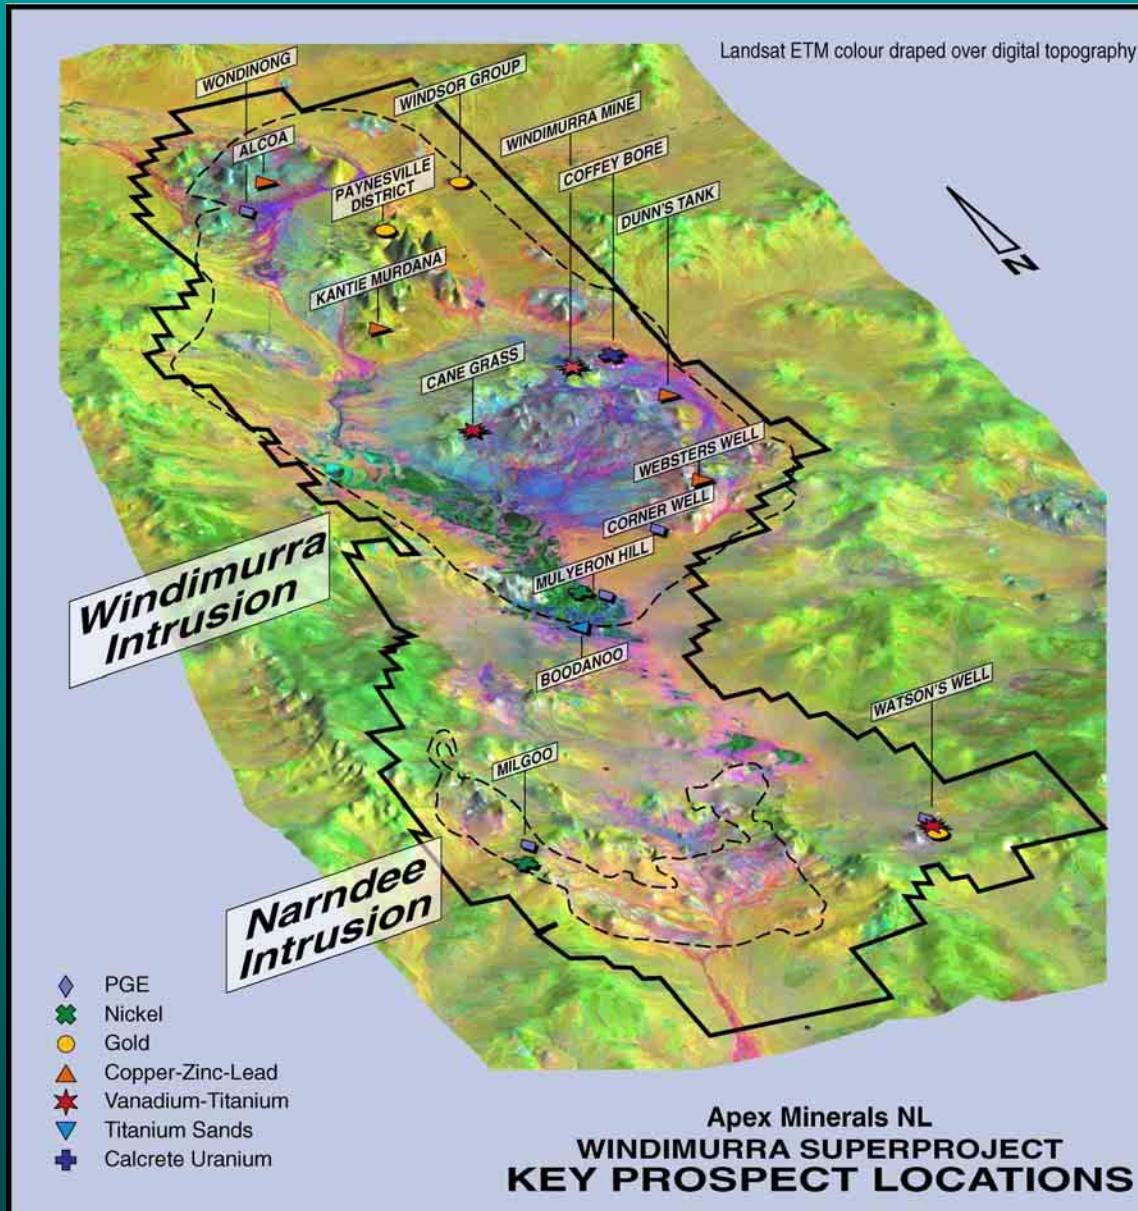 Landsat ETM colour draped over digital topography
WONDINONG
WINDSOR GROUP
WINDIMURRA MINE
ALCOA
COFFEY BORE
PAYNESVILLE
DISTRICT
DUNN'S TANK
KANTIE MURDANA
N
CANE GRASS
WEBSTERS WELL
CORNER WELL
Windimurra
Intrusion
MULYERON HILL
BOODANOO
WATSON'S WELL
MILGOO
Narndee
Intrusion
PGE
Nickel
Gold
Copper-Zinc-Lead
Vanadium-Titanium
Titanium Sands
Calcrete Uranium
Apex Minerals NL
WINDIMURRA SUPERPROJECT
KEY PROSPECT LOCATIONS